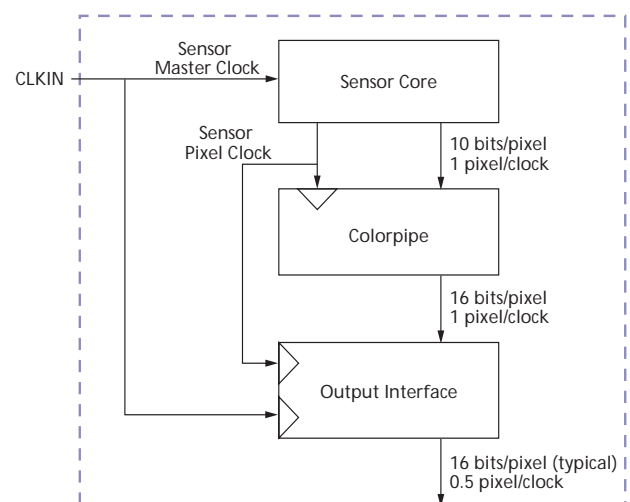 Sensor
Master Clock
CLKIN
Sensor Core
Sensor
Pixel Clock
10 bits/pixel
1 pixel/clock
Colorpipe
16 bits/pixel
1 pixel/clock
Output Interface
16 bits/pixel (typical)
0.5 pixel/clock